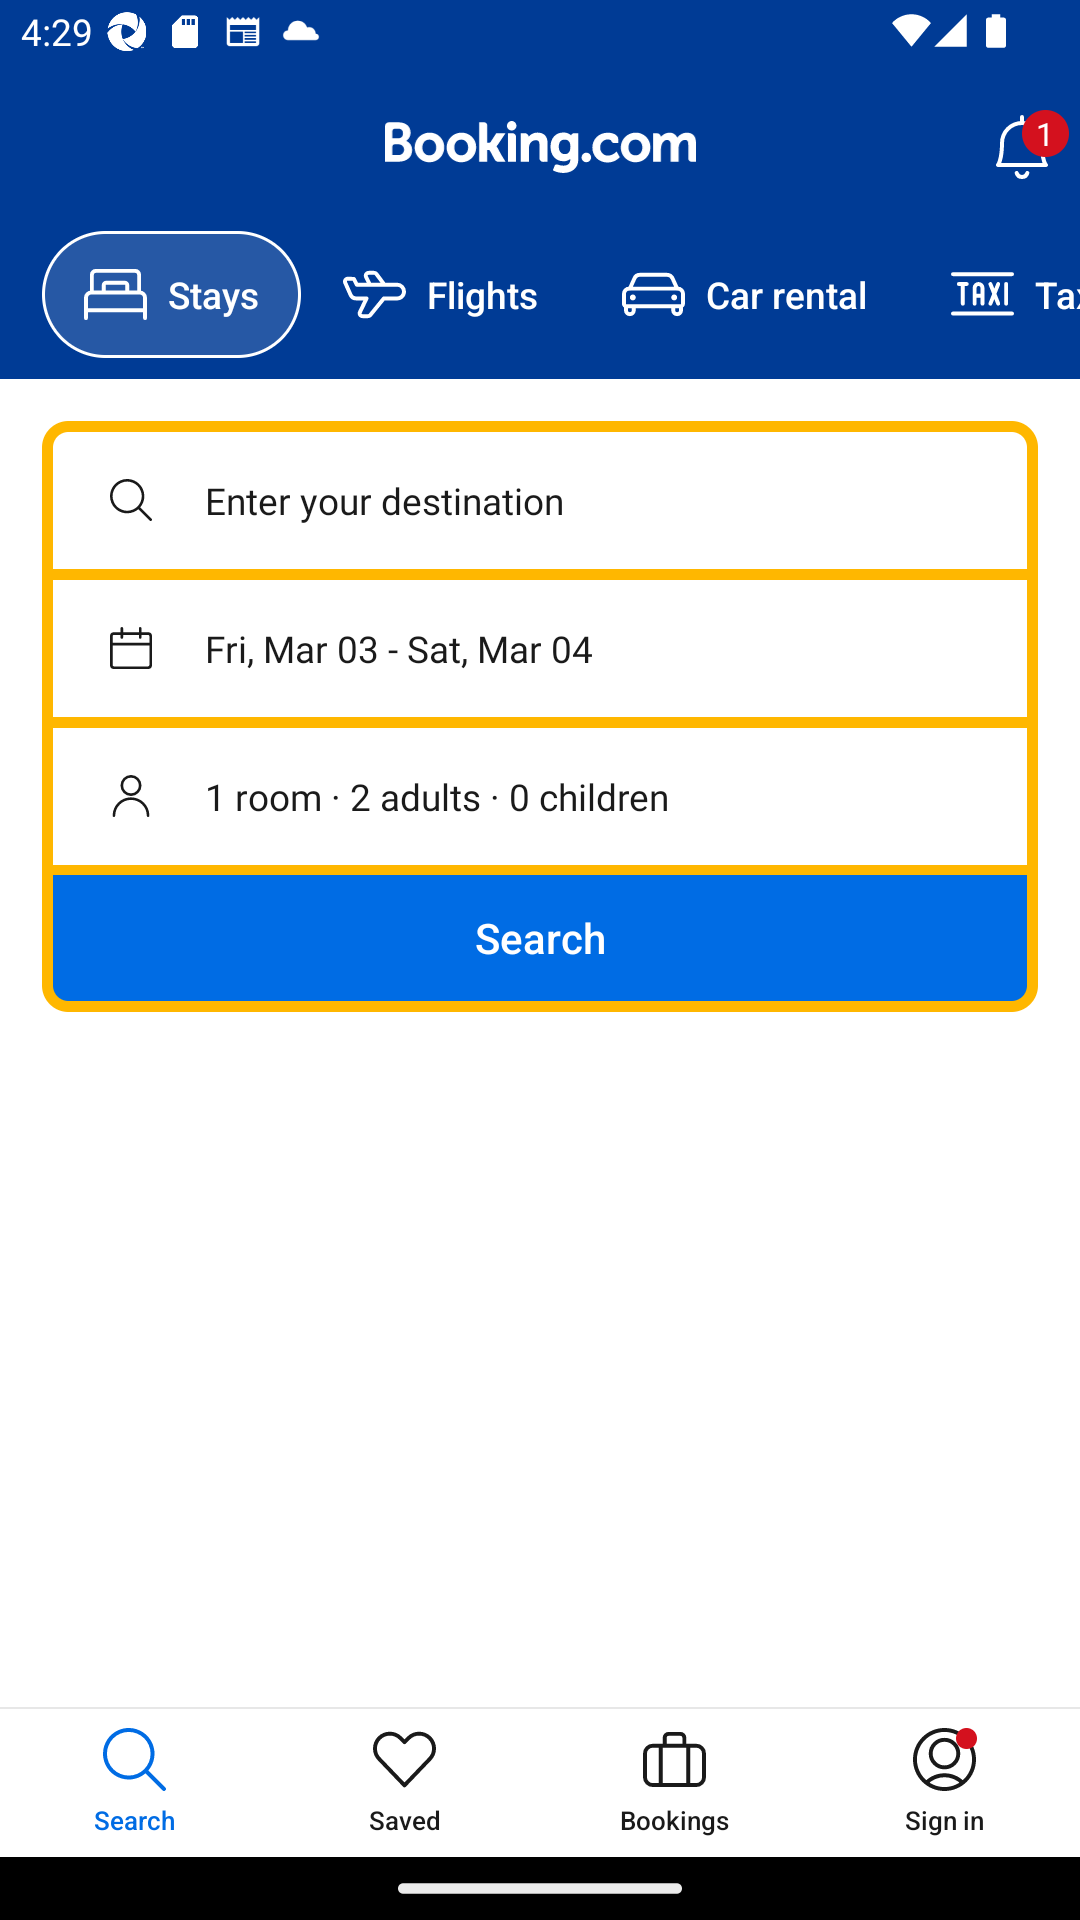 4:29
Booking.com
1
Stays
Flights
Car rental
TAXI
Enter your destination
Fri, Mar 03 - Sat, Mar 04
1 room · 2 adults · 0 children
Search
Search
Saved
Bookings
Sign in